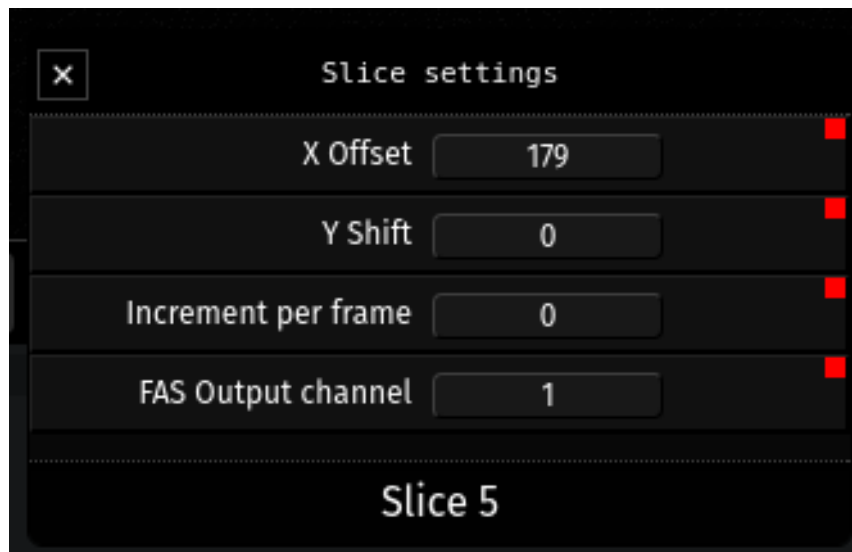 Slice settings
X Offset 179
Y Shift 0
Increment per frame 0
FAS Output channel 1
Slice 5